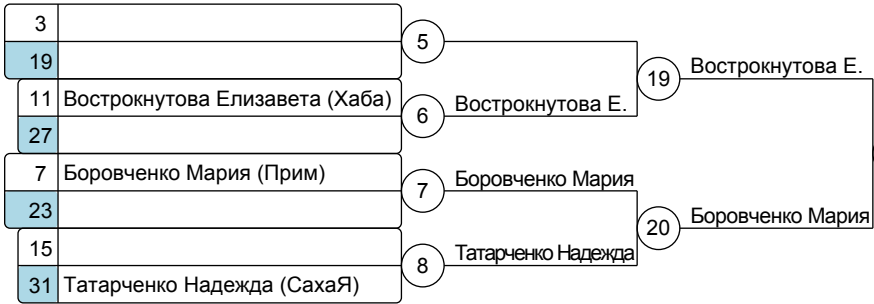 3
5
19
Вострокнутова Е.
19
11 Вострокнутова Елизавета (Хаба)
6 Вострокнутова Е.
27
7 Боровченко Мария (Прим)
7 Боровченко Мария
23
20 Боровченко Мария
15
8 Татарченко Надежда
31 Татарченко Надежда (СахаЯ)